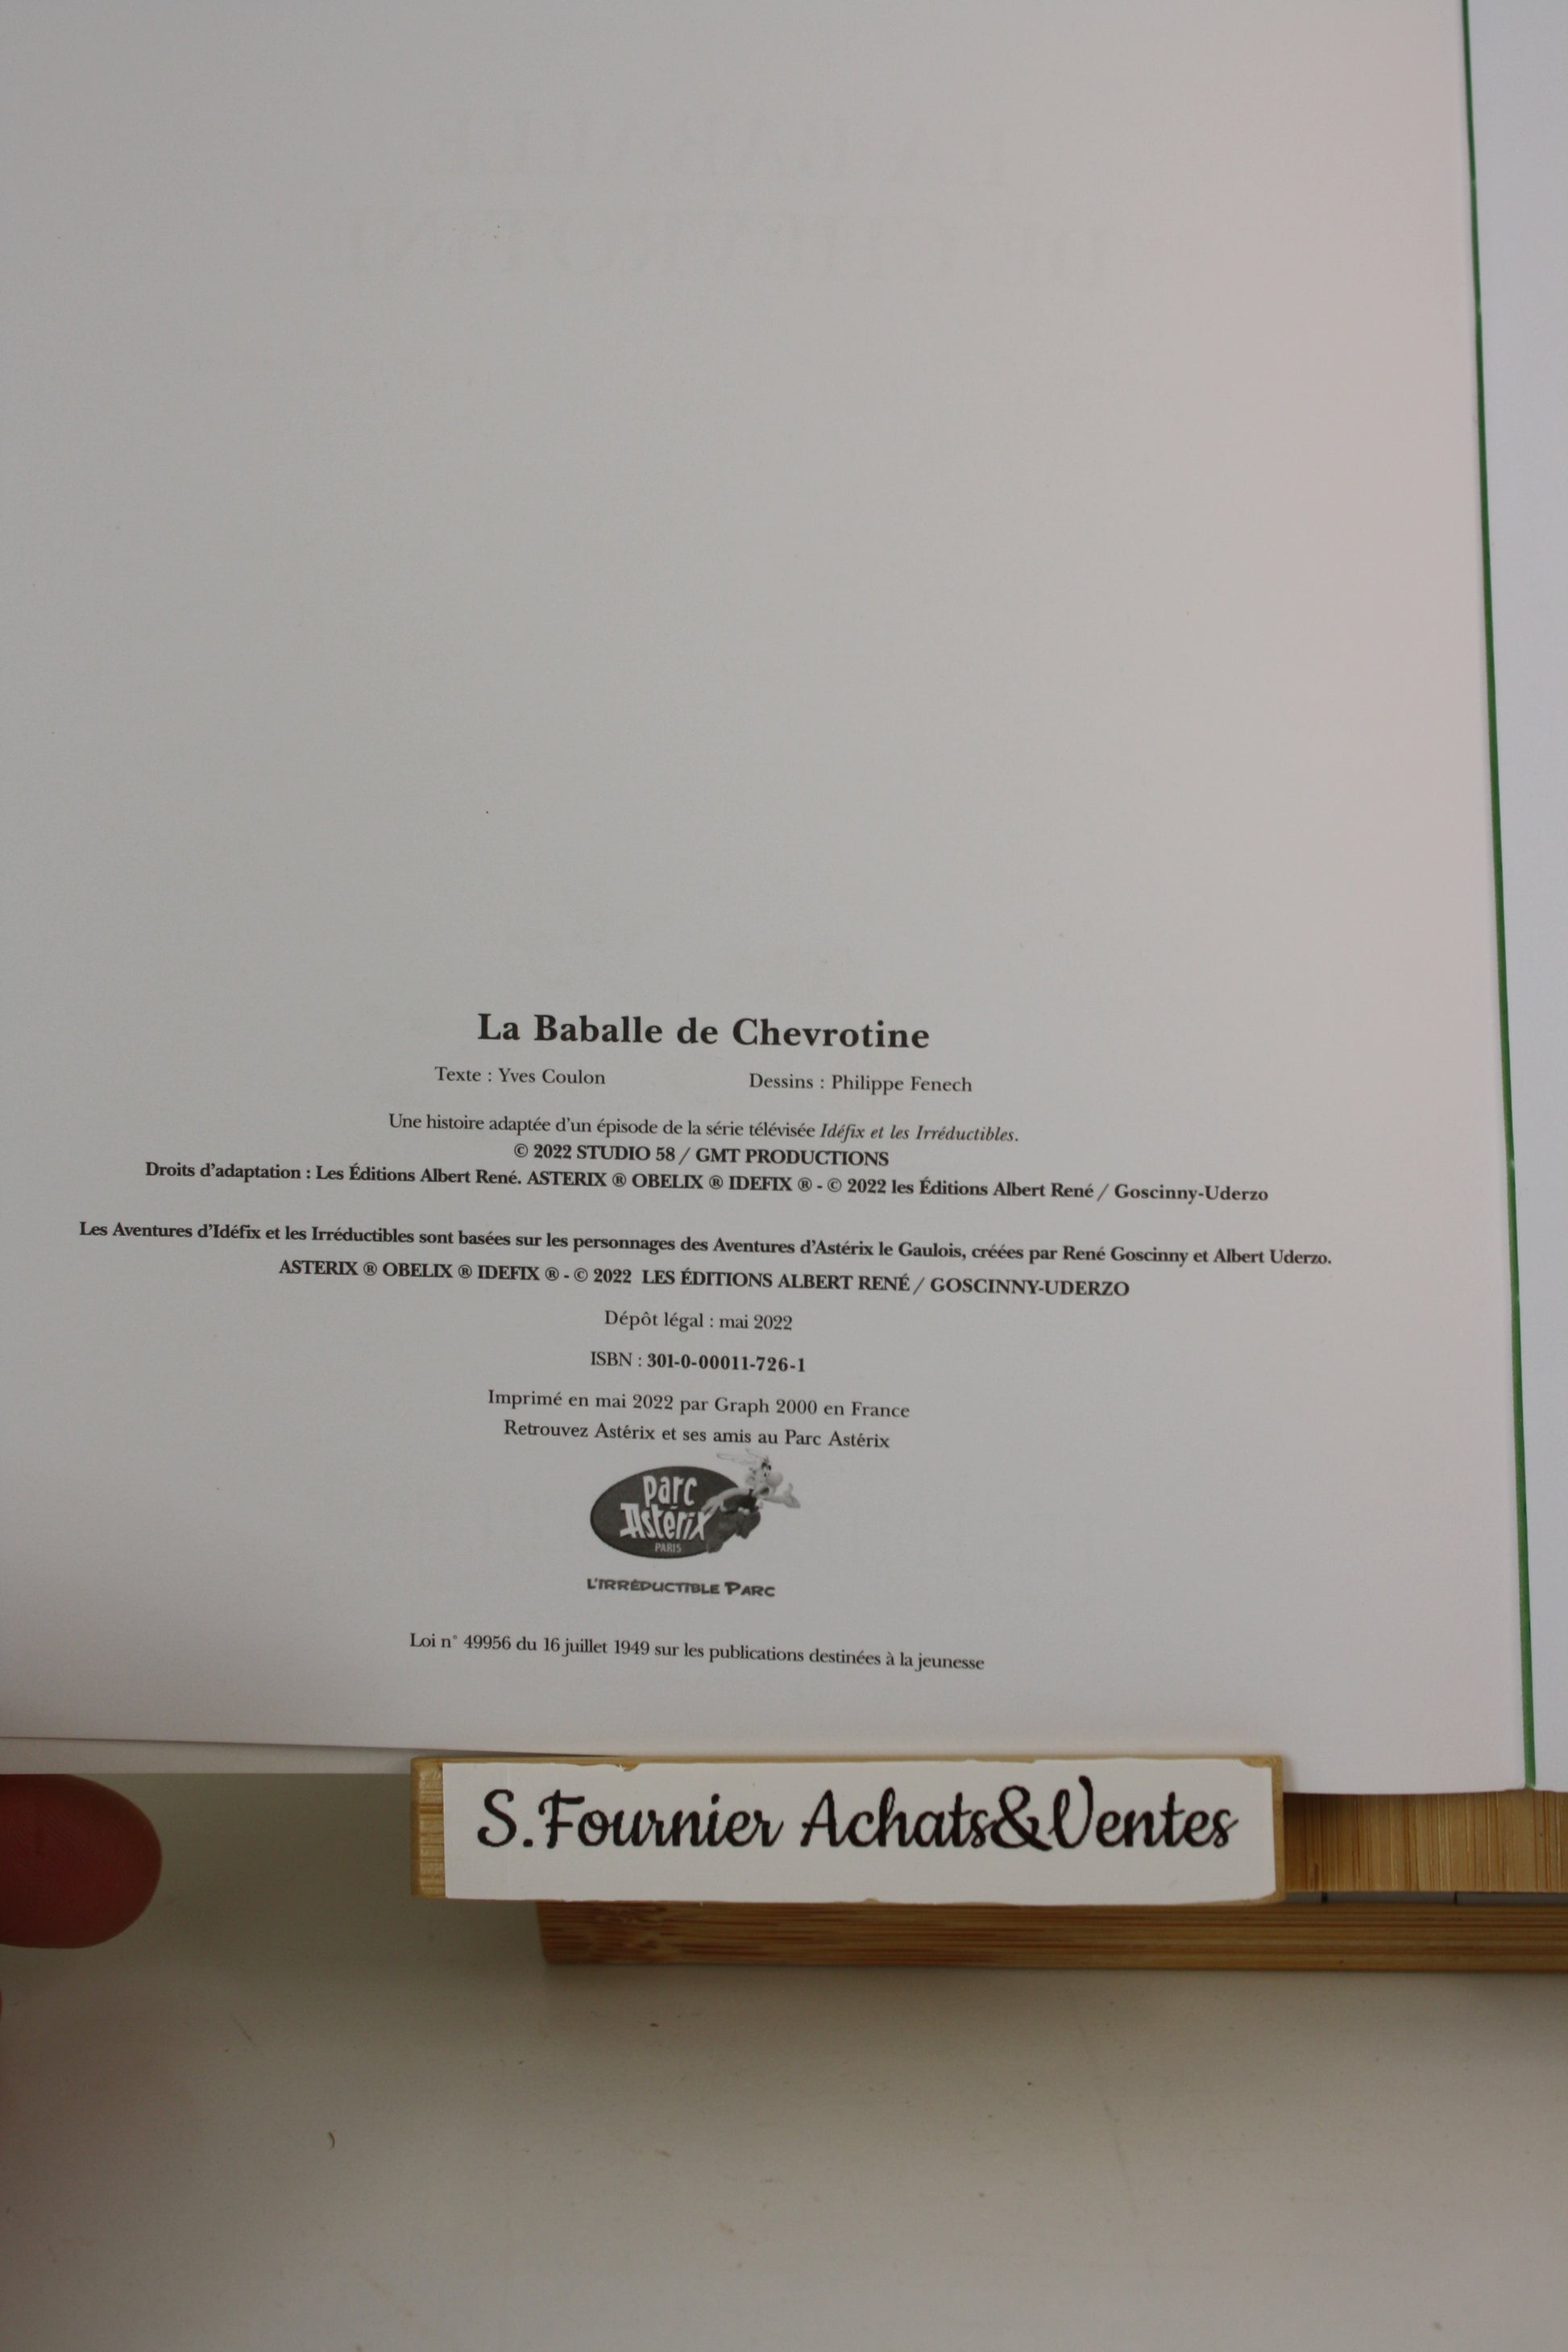 La Baballe de Chevrotine
Texte : Yves Coulon Dessins : Philippe Fenech
Une histoire adaptée d'un épisode de la série télévisée Idéfix et les Irréductibles.
© 2022 STUDIO 58 / GMT PRODUCTIONS
Droits d'adaptation : Les Éditions Albert René. ASTERIX ® OBELIX ® IDEFIX ® - © 2022 les Éditions Albert René / Goscinny-Uderzo
Les Aventures d'Idéfix et les Irréductibles sont basées sur les personnages des Aventures d'Astérix le Gaulois, créées par René Goscinny et Albert Uderzo.
ASTERIX ® OBELIX ® IDEFIX ® - © 2022 LES ÉDITIONS ALBERT RENÉ / GOSCINNY-UDERZO
Dépôt légal : mai 2022
ISBN : 301-0-00011-726-1
Imprimé en mai 2022 par Graph 2000 en France
Retrouvez Astérix et ses amis au Parc Astérix
Parc
Astérix
PARIS
L'IRRÉDUCTIBLE PARC
Loi n° 49956 du 16 juillet 1949 sur les publications destinées à la jeunesse
S.Fournier Achats&Ventes